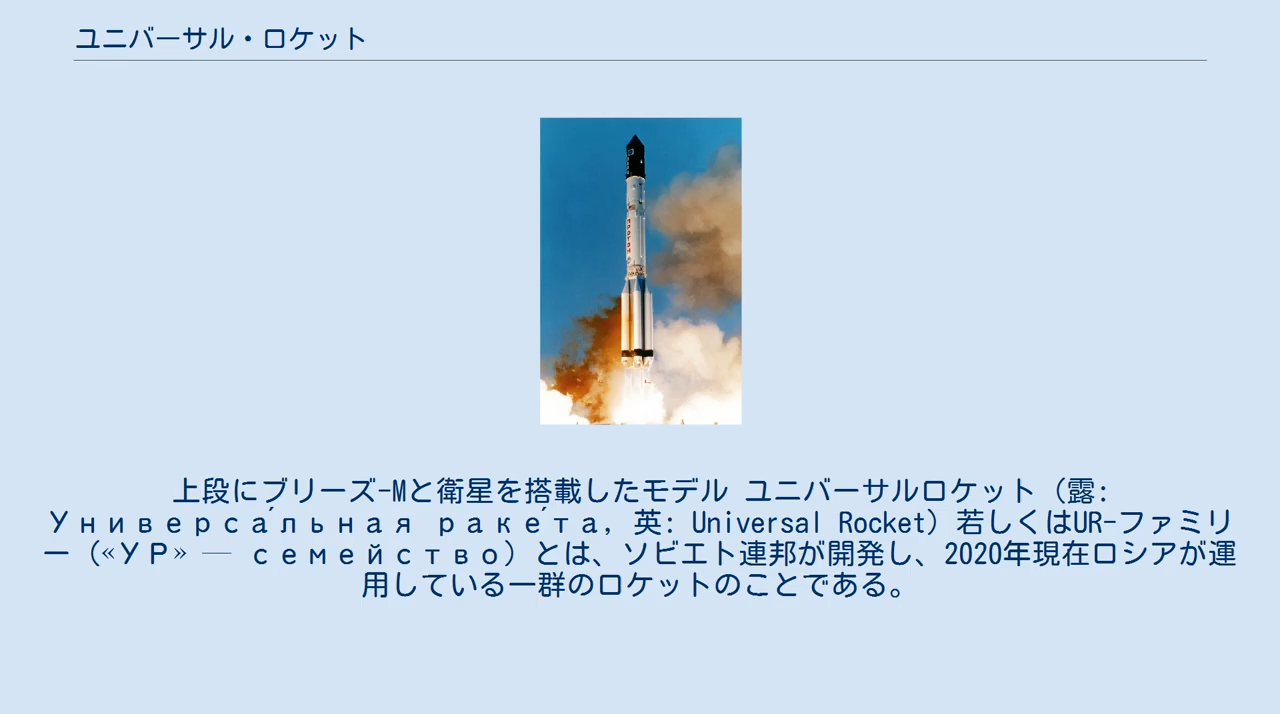 ユニバーサル・ロケット
ПРОТОН
上段にブリーズ-Mと衛星を搭載したモデル ユニバーサルロケット（露:
Универса́льная раке́та, 英: Universal Rocket）若しくはUR-ファミリ
ー（«УР» — семейство）とは、ソビエト連邦が開発し、2020年現在ロシアが運
用している一群のロケットのことである。